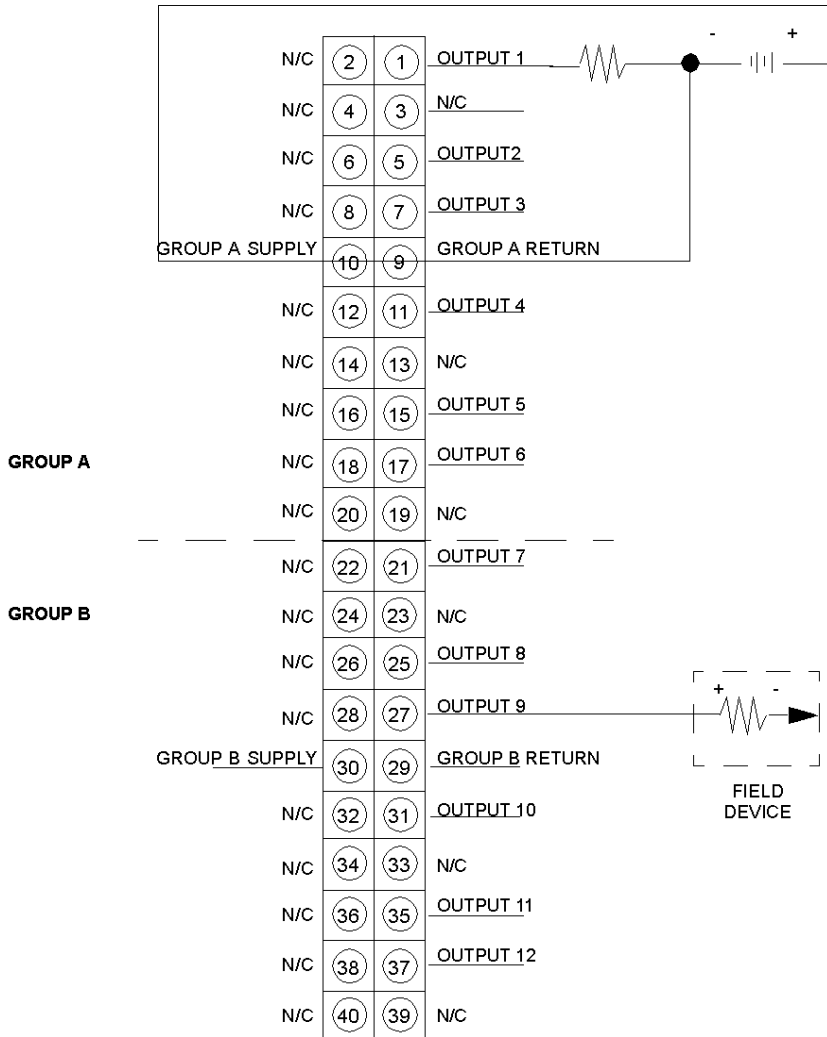 - +
N/C 2 1 OUTPUT 1
N/C 4 3 N/C
N/C 6 5 OUTPUT2
N/C 8 7 OUTPUT 3
GROUP A SUPPLY 10 9 GROUP A RETURN
N/C 12 11 OUTPUT 4
N/C 14 13 N/C
N/C 16 15 OUTPUT 5
GROUP A N/C 18 17 OUTPUT 6
N/C 20 19 N/C
N/C 22 21 OUTPUT 7
GROUP B N/C 24 23 N/C
N/C 26 25 OUTPUT 8
N/C 28 27 OUTPUT 9 + -
GROUP B SUPPLY 30 29 GROUP B RETURN
FIELD
DEVICE
N/C 32 31 OUTPUT 10
N/C 34 33 N/C
N/C 36 35 OUTPUT 11
N/C 38 37 OUTPUT 12
N/C 40 39 N/C